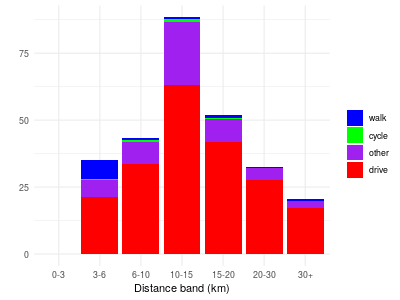 75
50
25
0
0-3 3-6 6-10 10-15 15-20 20-30 30+
Distance band (km)
walk
cycle
other
drive